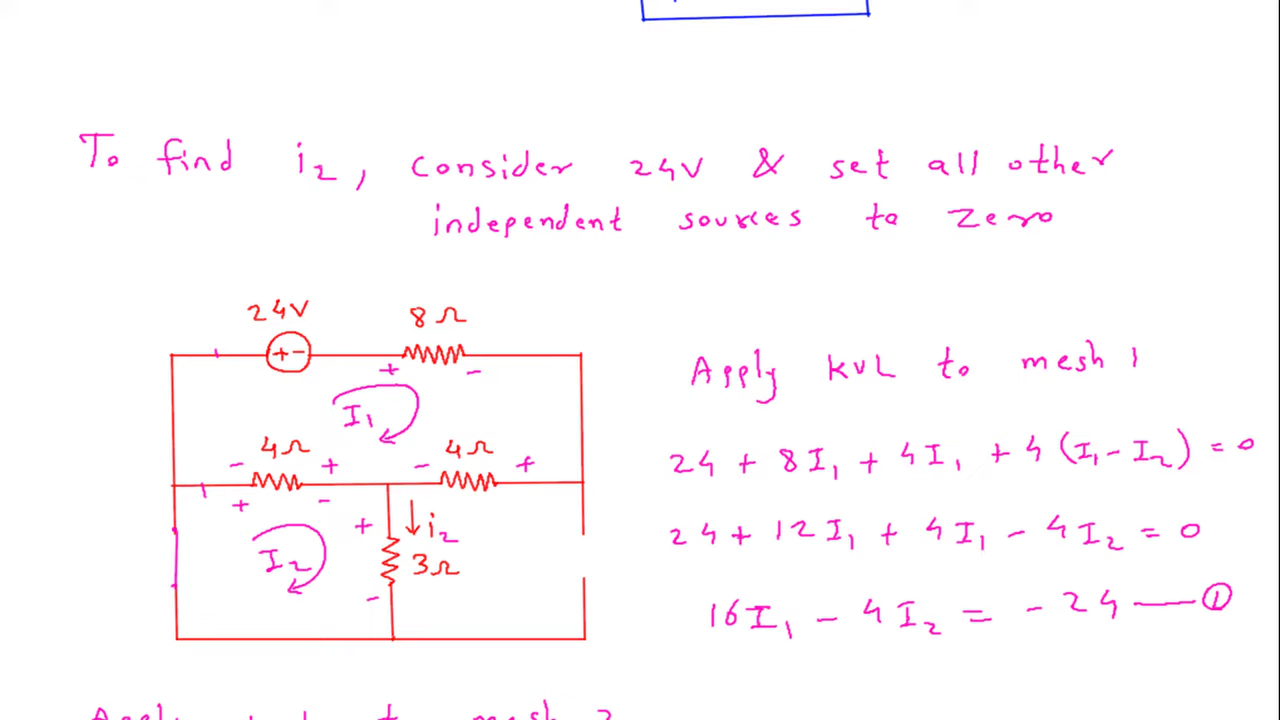 To find i₂, consider 24V & set all other
independent sources to zero
24V 8Ω
+ -
+ -
I₁
4Ω 4Ω
- + - +
+ -
I₂
+ ↓ i₂
3Ω
-
Apply KVL to mesh 1
24 + 8I₁ + 4I₁ + 4 (I₁ - I₂) = 0
24 + 12I₁ + 4I₁ - 4I₂ = 0
16I₁ - 4I₂ = - 24 — ①